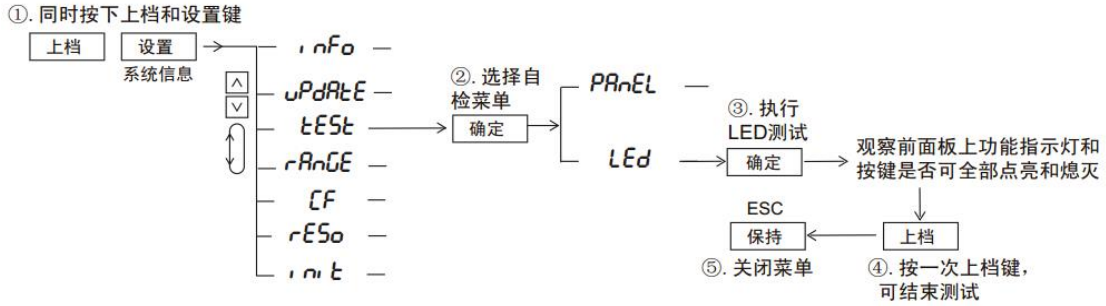 ①. 同时按下上档和设置键
上档 设置
系统信息
inFo
uPdAtE
tESt
rAnGE
CF
rESo
init
②. 选择自
检菜单
确定
PAnEL
LEd
③. 执行
LED测试
确定
观察前面板上功能指示灯和
按键是否可全部点亮和熄灭
上档
④. 按一次上档键，
可结束测试
ESC
保持
⑤. 关闭菜单